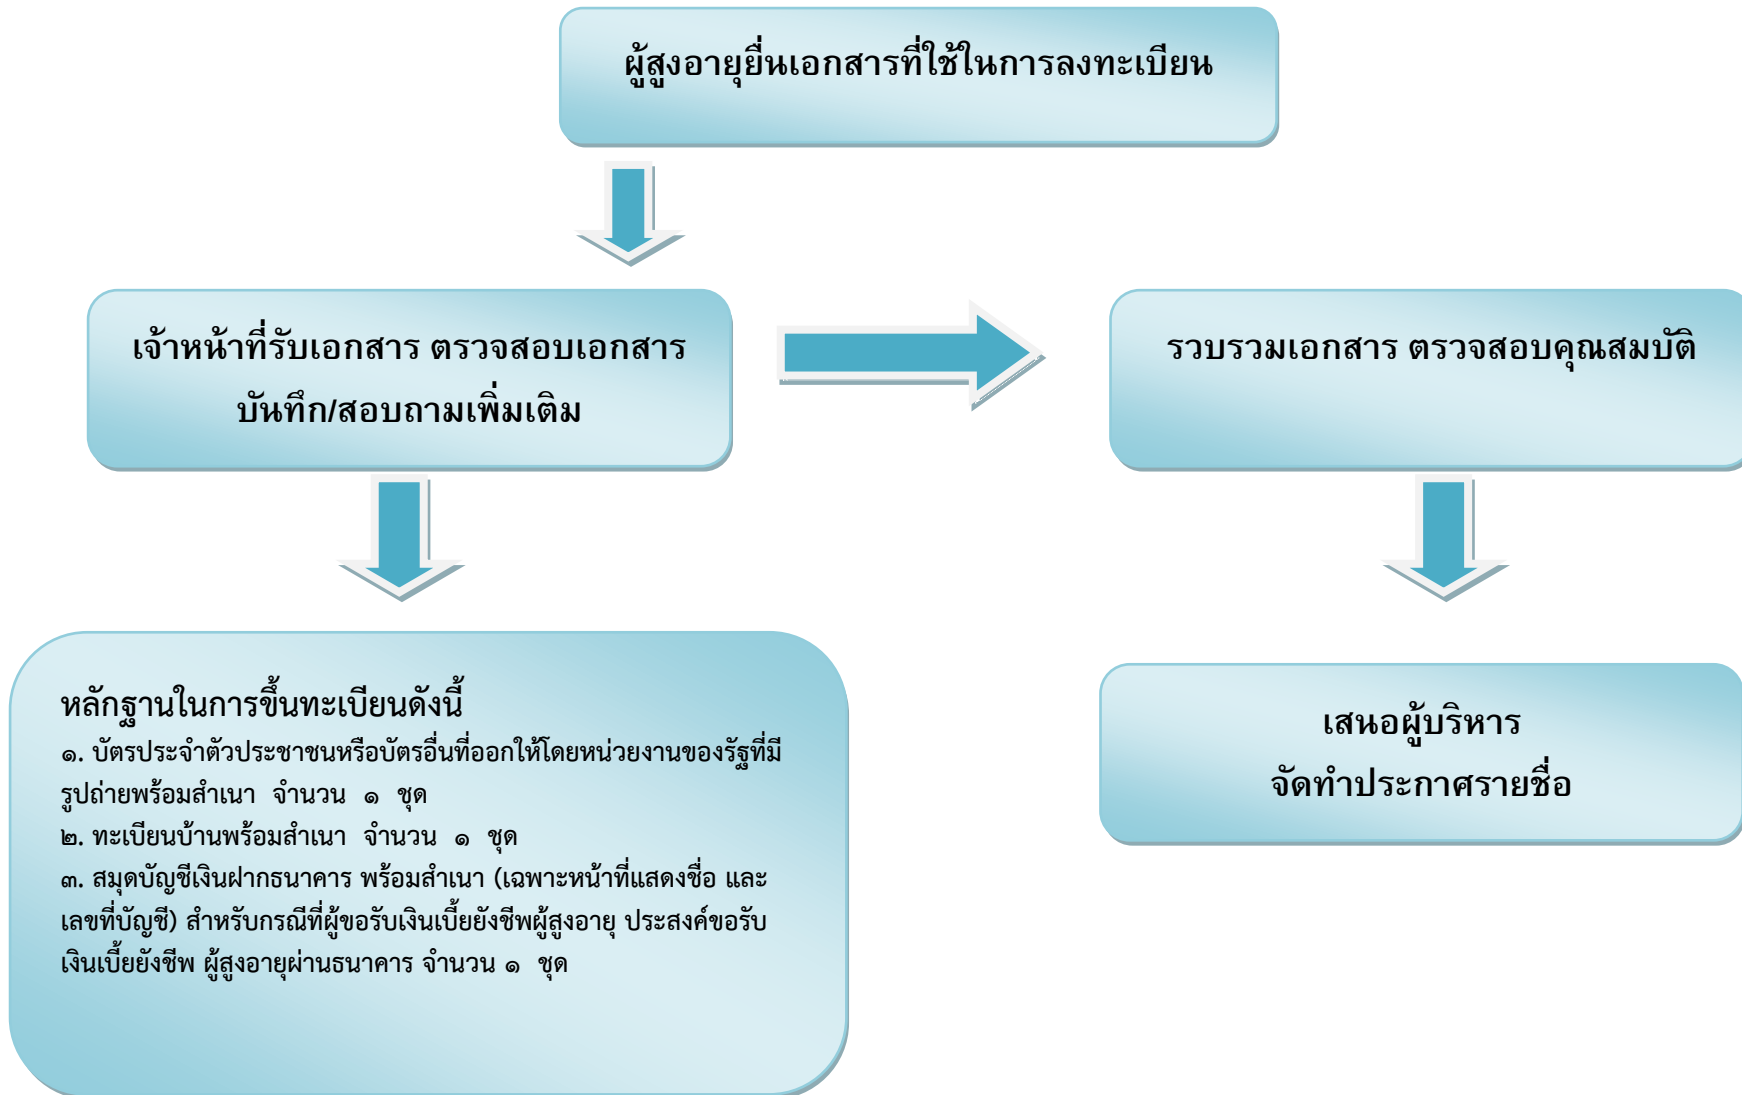 ผู้สูงอายุยื่นเอกสารที่ใช้ในการลงทะเบียน
เจ้าหน้าที่รับเอกสาร ตรวจสอบเอกสาร
บันทึก/สอบถามเพิ่มเติม
รวบรวมเอกสาร ตรวจสอบคุณสมบัติ
หลักฐานในการขึ้นทะเบียนดังนี้
๑. บัตรประจำตัวประชาชนหรือบัตรอื่นที่ออกให้โดยหน่วยงานของรัฐที่มี
รูปถ่ายพร้อมสำเนา จำนวน ๑ ชุด
๒. ทะเบียนบ้านพร้อมสำเนา จำนวน ๑ ชุด
๓. สมุดบัญชีเงินฝากธนาคาร พร้อมสำเนา (เฉพาะหน้าที่แสดงชื่อ และ
เลขที่บัญชี) สำหรับกรณีที่ผู้ขอรับเงินเบี้ยยังชีพผู้สูงอายุ ประสงค์ขอรับ
เงินเบี้ยยังชีพ ผู้สูงอายุผ่านธนาคาร จำนวน ๑ ชุด
เสนอผู้บริหาร
จัดทำประกาศรายชื่อ